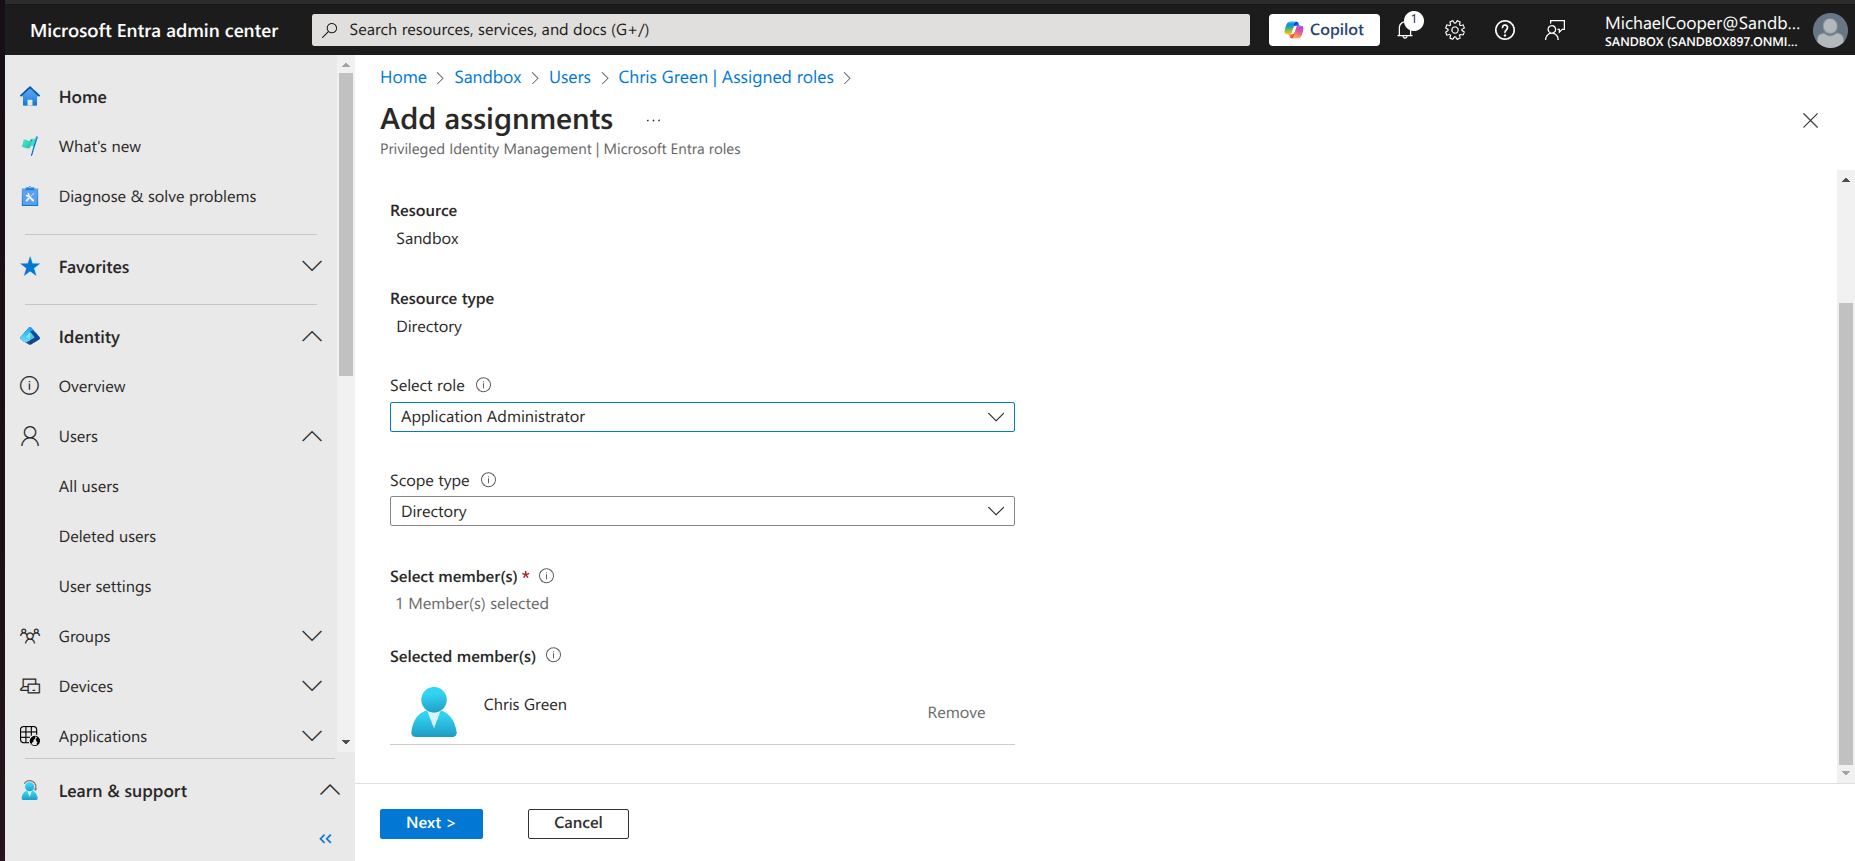 Microsoft Entra admin center
Search resources, services, and docs (G+/)
Copilot
1
MichaelCooper@Sandb...
SANDBOX (SANDBOX897.ONMI...
Home
What's new
Diagnose & solve problems
Favorites
Identity
Overview
Users
All users
Deleted users
User settings
Groups
Devices
Applications
Learn & support
Home > Sandbox > Users > Chris Green | Assigned roles >
Add assignments ...
Privileged Identity Management | Microsoft Entra roles
Resource
Sandbox
Resource type
Directory
Select role
Application Administrator
Scope type
Directory
Select member(s) *
1 Member(s) selected
Selected member(s)
Chris Green
Remove
Next >
Cancel